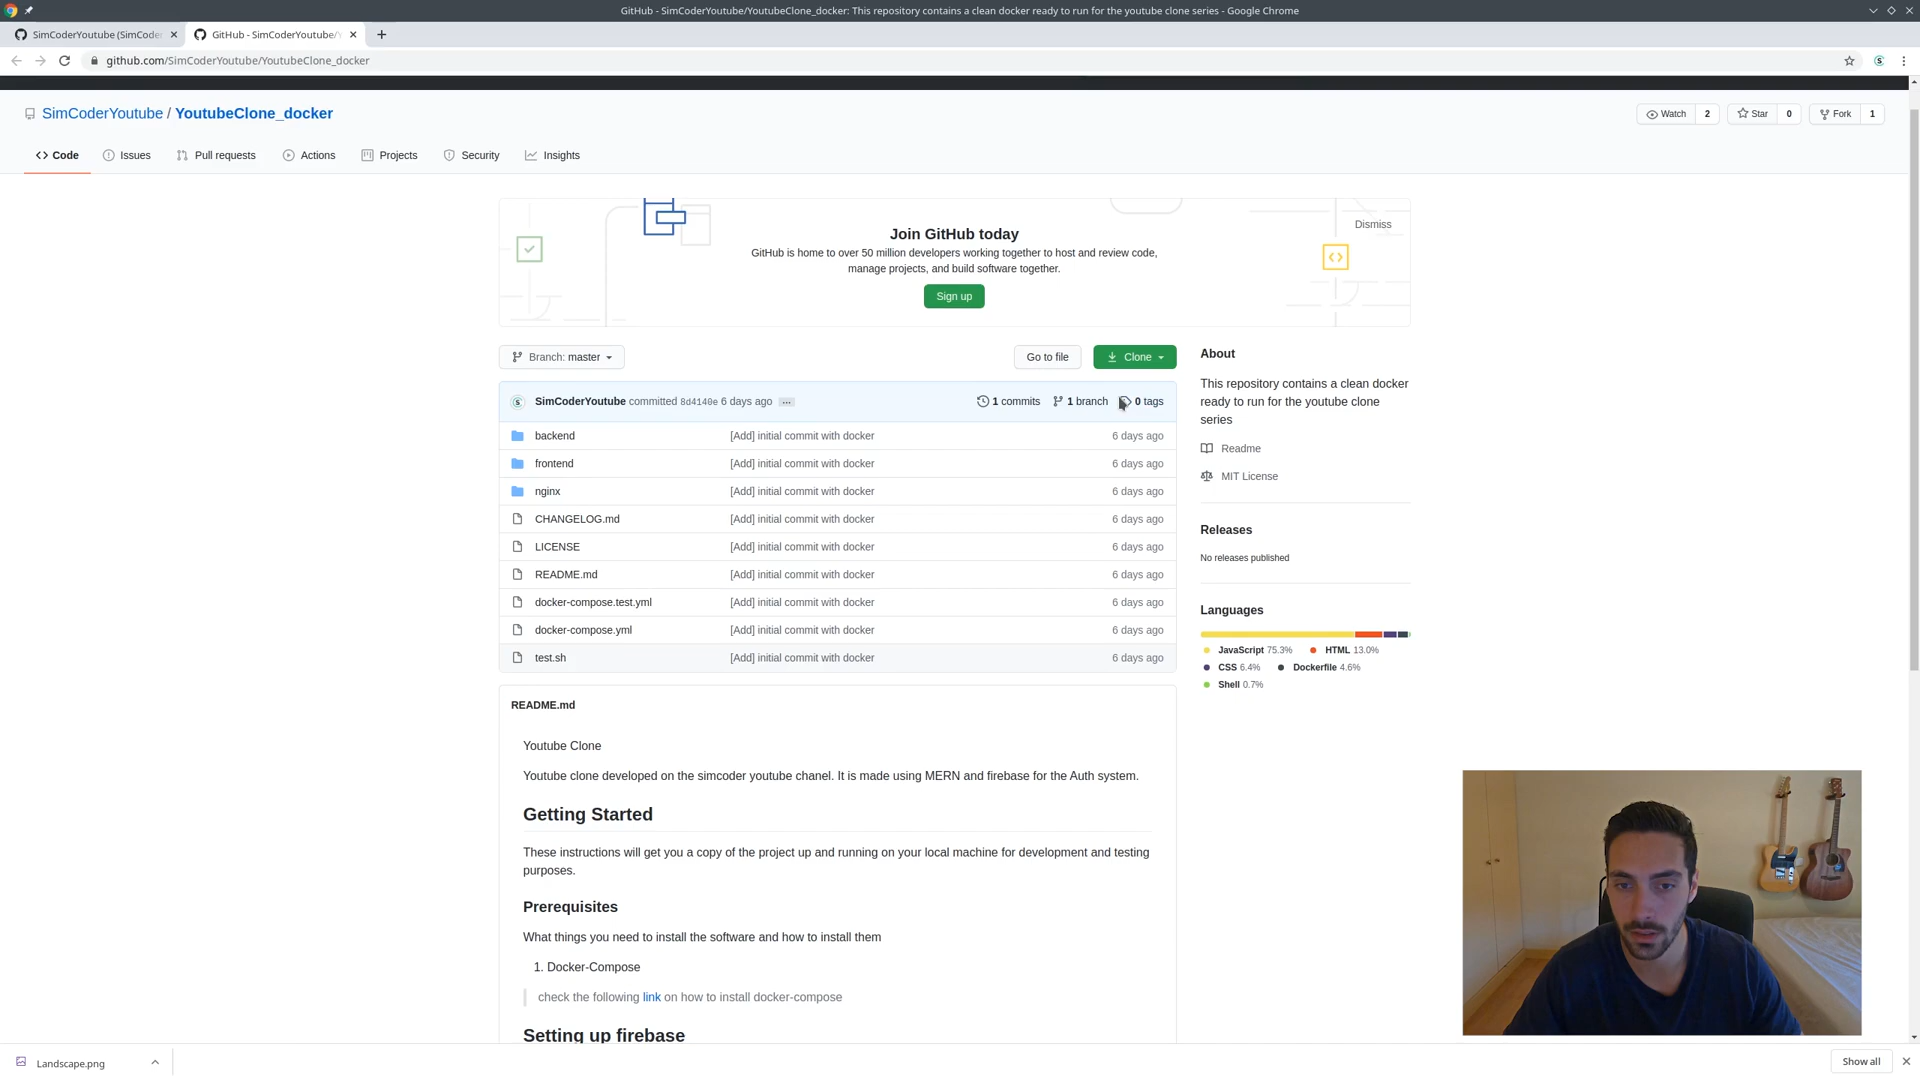 GitHub - SimCoderYoutube/YoutubeClone_docker: This repository contains a clean docker ready to run for the youtube clone series - Google Chrome
SimCoderYoutube (SimCode
GitHub - SimCoderYoutube/Y
github.com/SimCoderYoutube/YoutubeClone_docker
SimCoderYoutube / YoutubeClone_docker
Watch 2
Star 0
Fork 1
Code
Issues
Pull requests
Actions
Projects
Security
Insights
Join GitHub today
Dismiss
GitHub is home to over 50 million developers working together to host and review code,
manage projects, and build software together.
Sign up
Branch: master
Go to file
Clone
SimCoderYoutube committed 8d4140e 6 days ago ...
1 commits
1 branch
0 tags
backend [Add] initial commit with docker 6 days ago
frontend [Add] initial commit with docker 6 days ago
nginx [Add] initial commit with docker 6 days ago
CHANGELOG.md [Add] initial commit with docker 6 days ago
LICENSE [Add] initial commit with docker 6 days ago
README.md [Add] initial commit with docker 6 days ago
docker-compose.test.yml [Add] initial commit with docker 6 days ago
docker-compose.yml [Add] initial commit with docker 6 days ago
test.sh [Add] initial commit with docker 6 days ago
About
This repository contains a clean docker
ready to run for the youtube clone
series
Readme
MIT License
Releases
No releases published
Languages
JavaScript 75.3% HTML 13.0%
CSS 6.4% Dockerfile 4.6%
Shell 0.7%
README.md
Youtube Clone
Youtube clone developed on the simcoder youtube chanel. It is made using MERN and firebase for the Auth system.
Getting Started
These instructions will get you a copy of the project up and running on your local machine for development and testing
purposes.
Prerequisites
What things you need to install the software and how to install them
1. Docker-Compose
check the following link on how to install docker-compose
Setting up firebase
Landscape.png
Show all